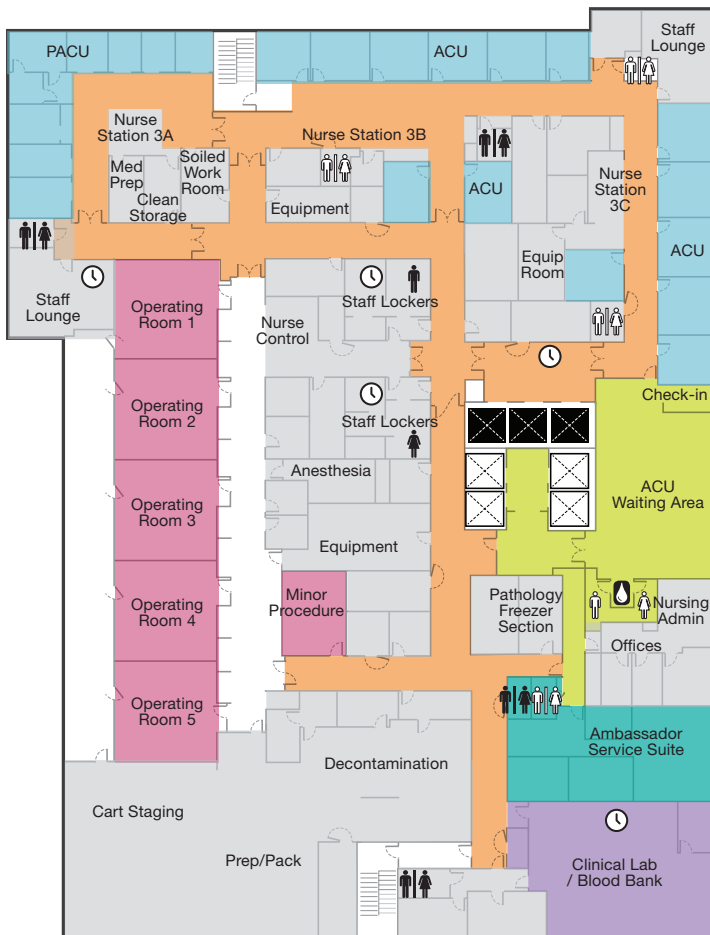 PACU
ACU
Staff
Lounge
Nurse
Station 3A
Nurse Station 3B
Med
Prep
Soiled
Work
Room
Clean
Storage
Equipment
ACU
Nurse
Station
3C
Equip
Room
ACU
Staff
Lounge
Operating
Room 1
Staff Lockers
Nurse
Control
Operating
Room 2
Staff Lockers
Check-in
Anesthesia
ACU
Waiting Area
Operating
Room 3
Equipment
Operating
Room 4
Minor
Procedure
Pathology
Freezer
Section
Nursing
Admin
Offices
Operating
Room 5
Ambassador
Service Suite
Decontamination
Cart Staging
Prep/Pack
Clinical Lab
/ Blood Bank